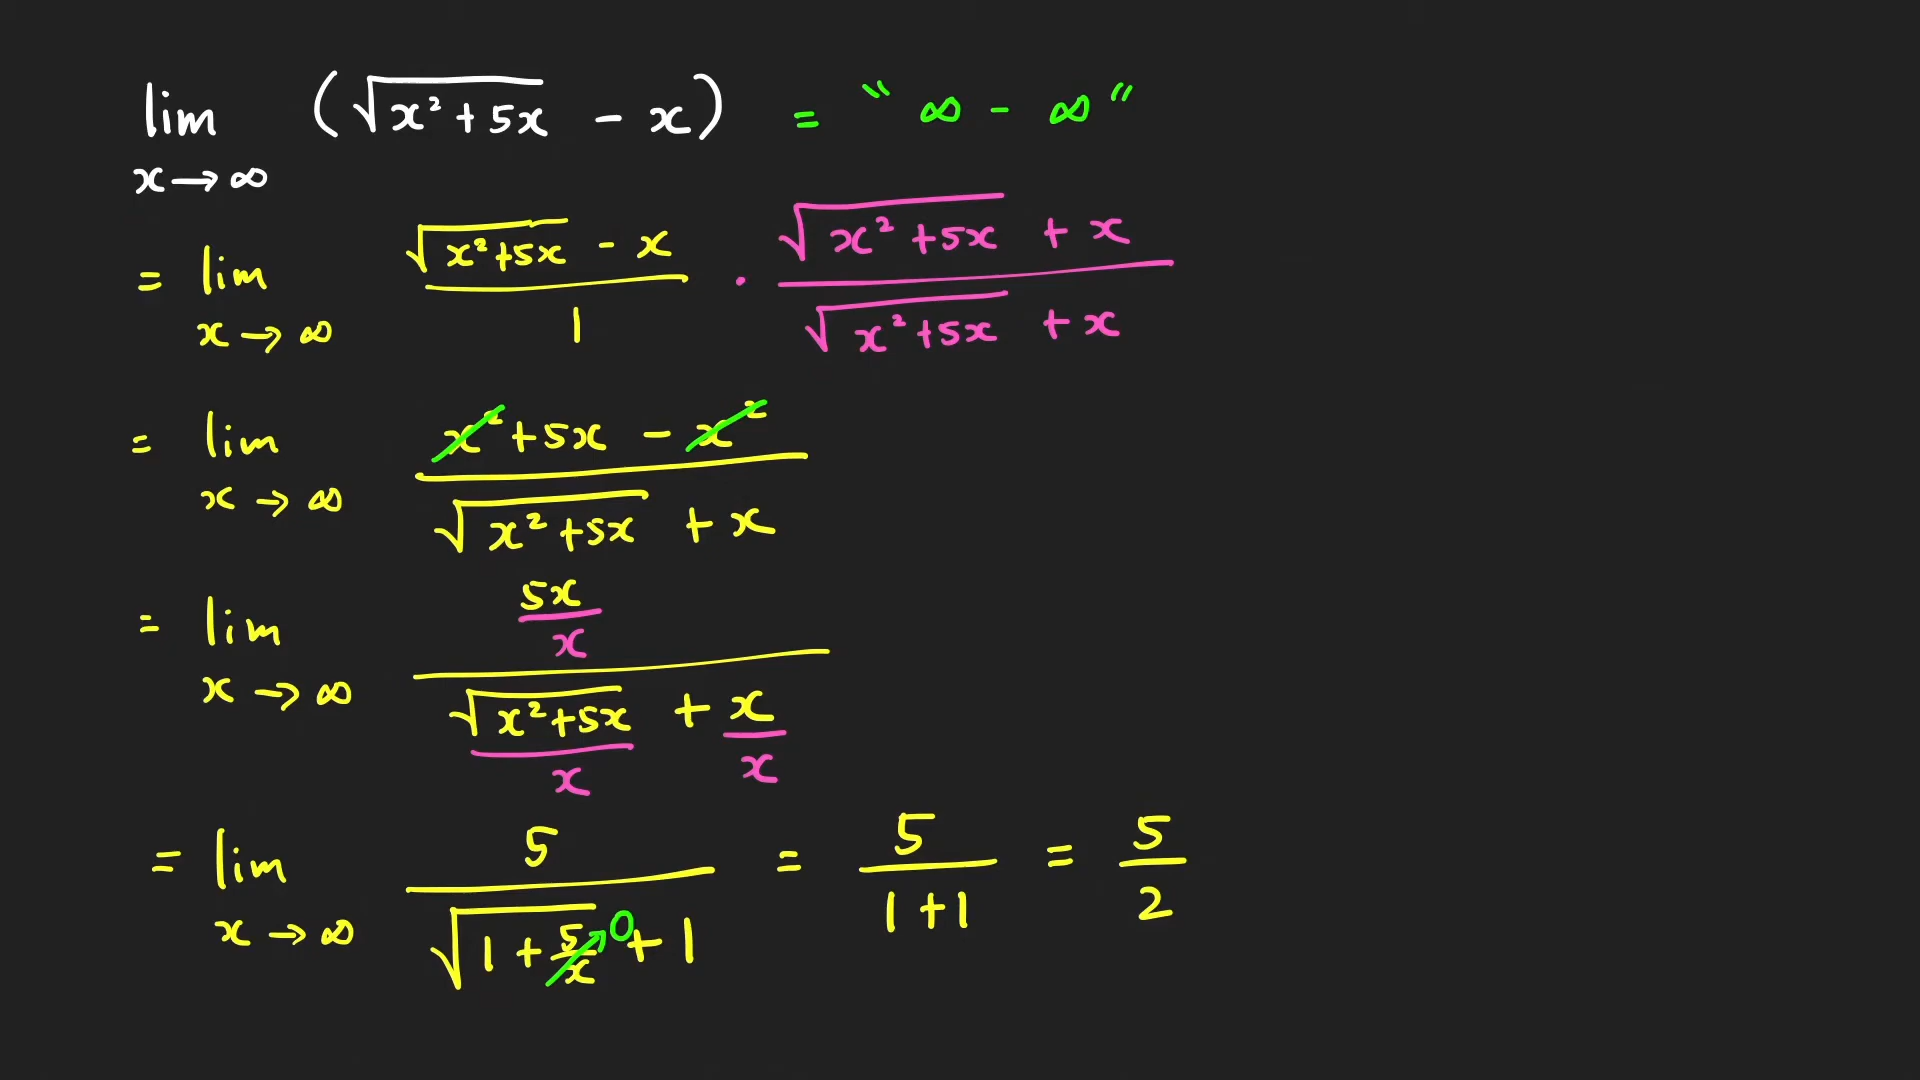 lim x→∞ (√(x² + 5x) - x) = " ∞ - ∞ "
= lim x→∞ (√(x²+5x) - x)/1 · (√(x²+5x) + x)/(√(x²+5x) + x)
= lim x→∞ (x² + 5x - x²)/(√(x²+5x) + x)
= lim x→∞ (5x/x)/(√(x²+5x)/x + x/x)
= lim x→∞ 5/(√(1 + 5/x → 0) + 1) = 5/(1+1) = 5/2